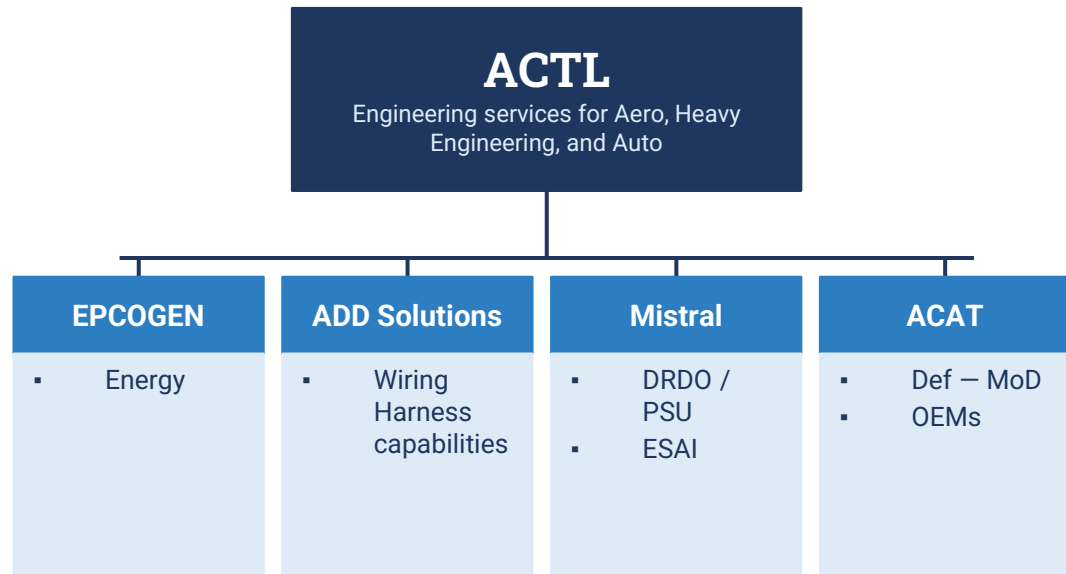 ACTL
Engineering services for Aero, Heavy
Engineering, and Auto
EPCOGEN
▪ Energy
ADD Solutions
▪ Wiring
Harness
capabilities
Mistral
▪ DRDO /
PSU
▪ ESAI
ACAT
▪ Def — MoD
▪ OEMs